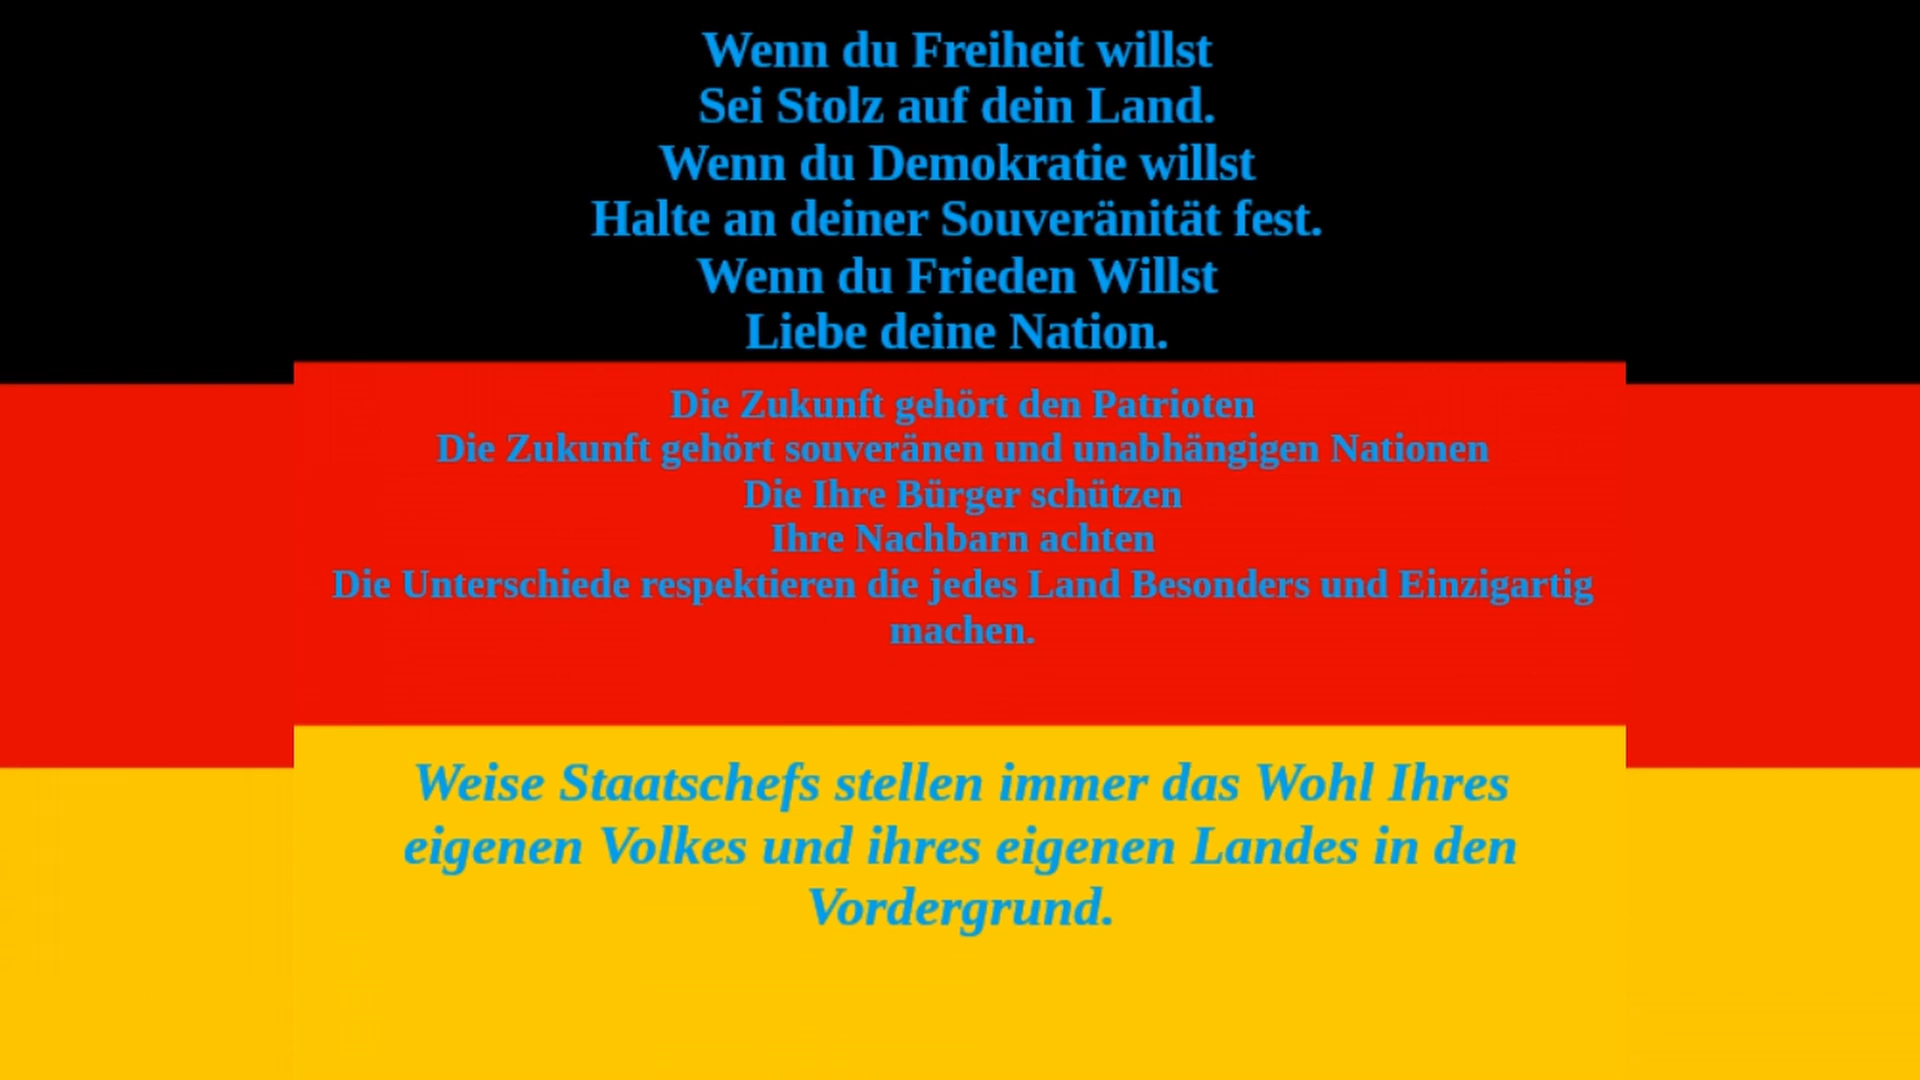 Wenn du Freiheit willst
Sei Stolz auf dein Land.
Wenn du Demokratie willst
Halte an deiner Souveränität fest.
Wenn du Frieden Willst
Liebe deine Nation.
Die Zukunft gehört den Patrioten
Die Zukunft gehört souveränen und unabhängigen Nationen
Die Ihre Bürger schützen
Ihre Nachbarn achten
Die Unterschiede respektieren die jedes Land Besonders und Einzigartig
machen.
Weise Staatschefs stellen immer das Wohl Ihres
eigenen Volkes und ihres eigenen Landes in den
Vordergrund.